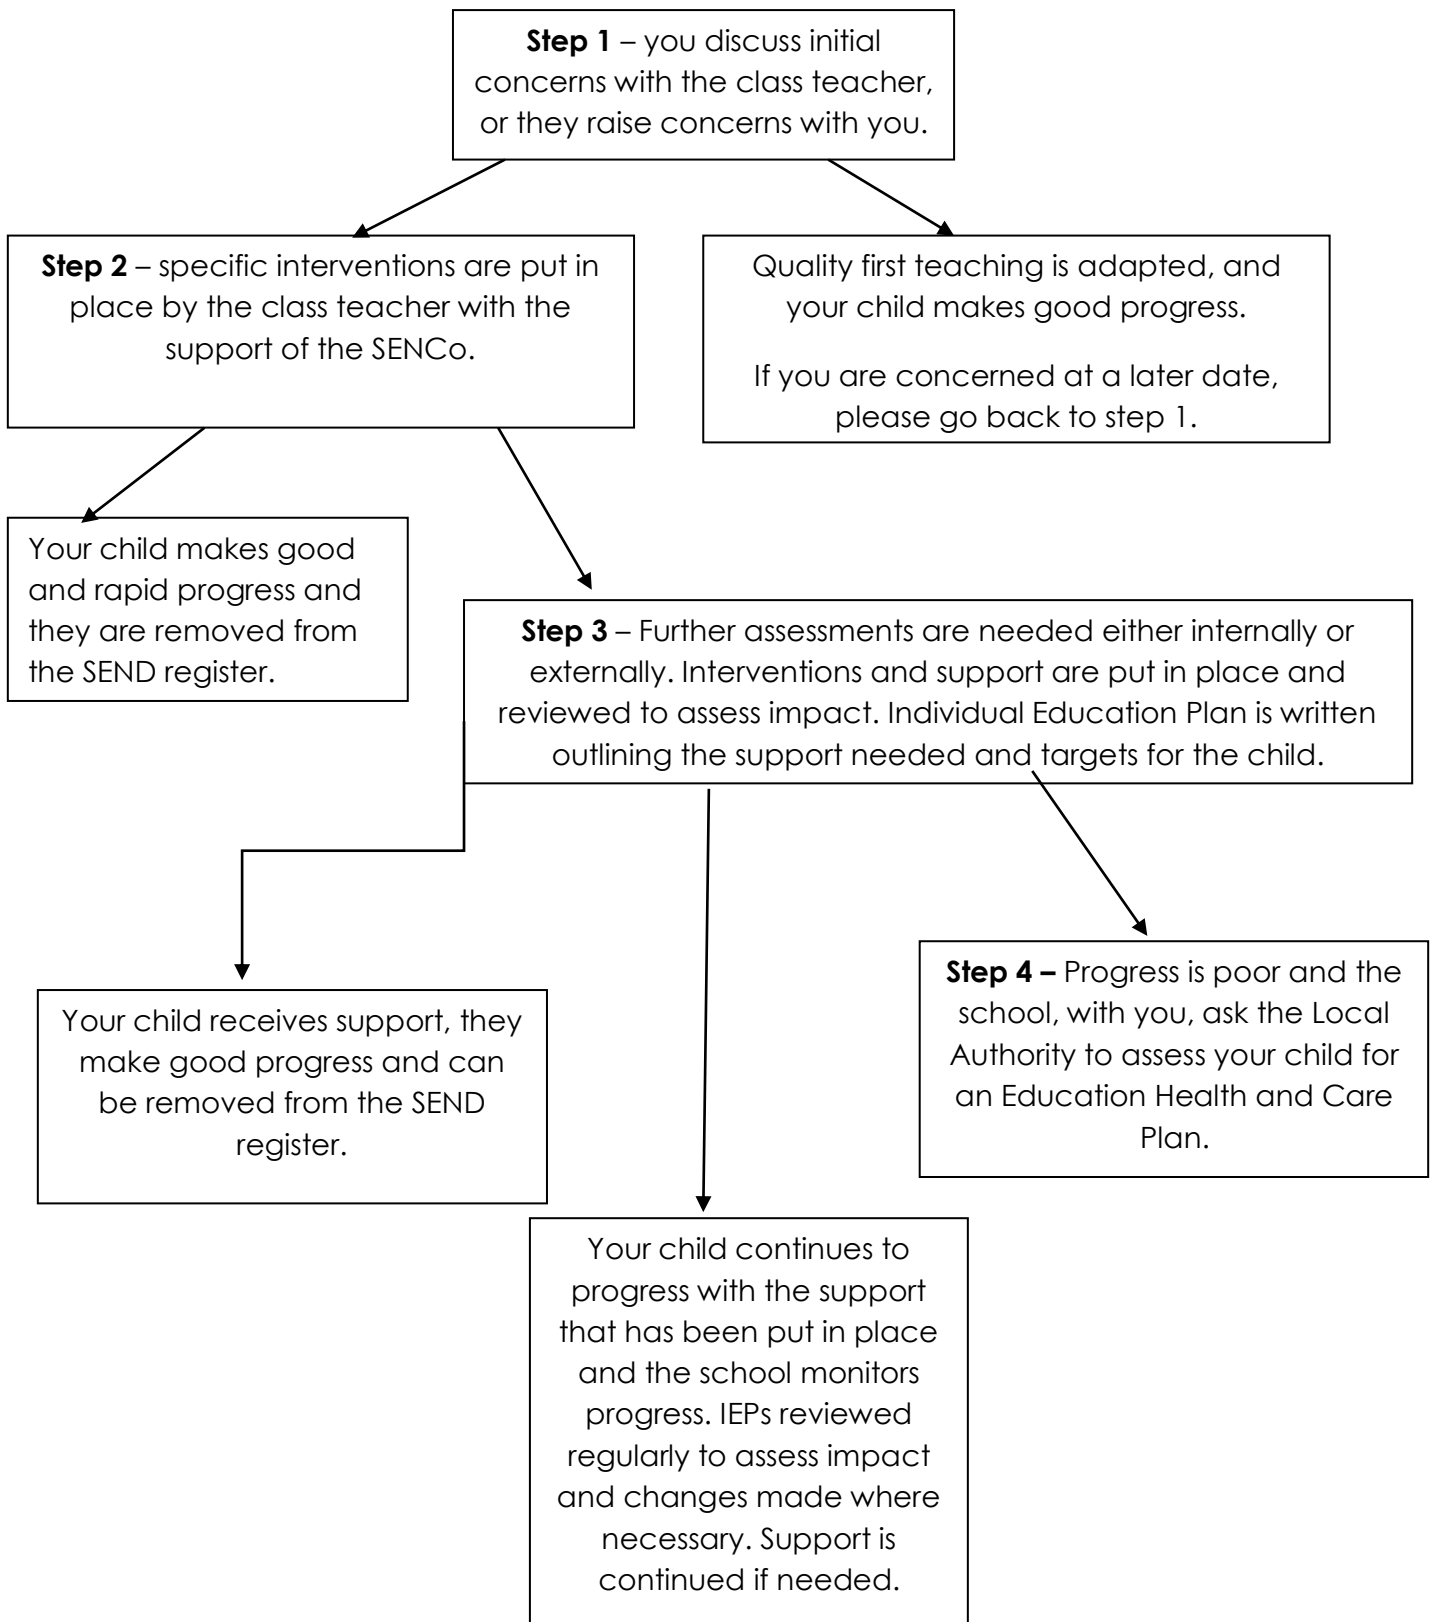 Step 1 – you discuss initial
concerns with the class teacher,
or they raise concerns with you.
Step 2 – specific interventions are put in
place by the class teacher with the
support of the SENCo.
Quality first teaching is adapted, and
your child makes good progress.
If you are concerned at a later date,
please go back to step 1.
Your child makes good
and rapid progress and
they are removed from
the SEND register.
Step 3 – Further assessments are needed either internally or
externally. Interventions and support are put in place and
reviewed to assess impact. Individual Education Plan is written
outlining the support needed and targets for the child.
Your child receives support, they
make good progress and can
be removed from the SEND
register.
Step 4 – Progress is poor and the
school, with you, ask the Local
Authority to assess your child for
an Education Health and Care
Plan.
Your child continues to
progress with the support
that has been put in place
and the school monitors
progress. IEPs reviewed
regularly to assess impact
and changes made where
necessary. Support is
continued if needed.